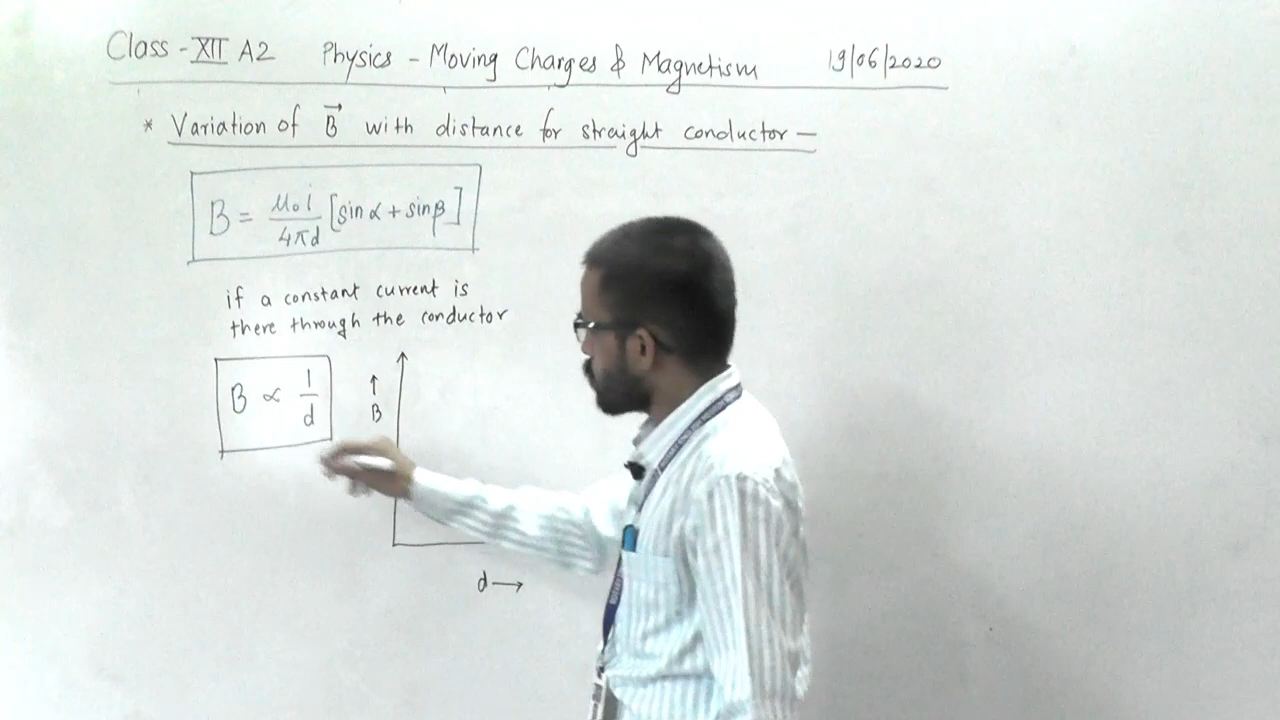 Class - XII A2 Physics - Moving Charges & Magnetism 19/06/2020
* Variation of B⃗ with distance for straight conductor —
B = μ₀i / 4πd [sin α + sin β]
if a constant current is
there through the conductor
B ∝ 1/d
↑
B
d →